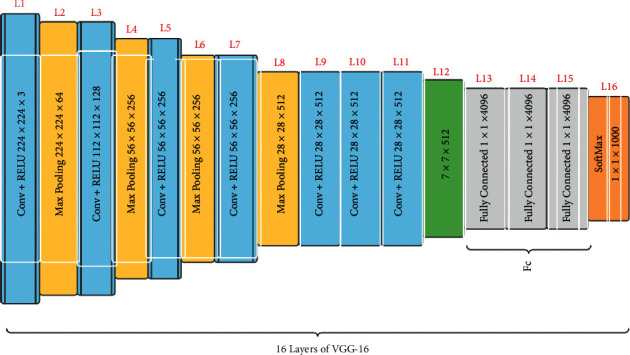 L1
L2
L3
L4
L5
L6
L7
L8
L9
L10
L11
L12
L13
L14
L15
L16
Conv + RELU 224 × 224 × 3
Max Pooling 224 × 224 × 64
Conv + RELU 112 × 112 × 128
Max Pooling 56 × 56 × 256
Conv + RELU 56 × 56 × 256
Max Pooling 56 × 56 × 256
Conv + RELU 56 × 56 × 256
Max Pooling 28 × 28 × 512
Conv + RELU 28 × 28 × 512
Conv + RELU 28 × 28 × 512
Conv + RELU 28 × 28 × 512
7 × 7 × 512
Fully Connected 1 × 1 ×4096
Fully Connected 1 × 1 ×4096
Fully Connected 1 × 1 ×4096
SoftMax
1 × 1 × 1000
Fc
16 Layers of VGG-16